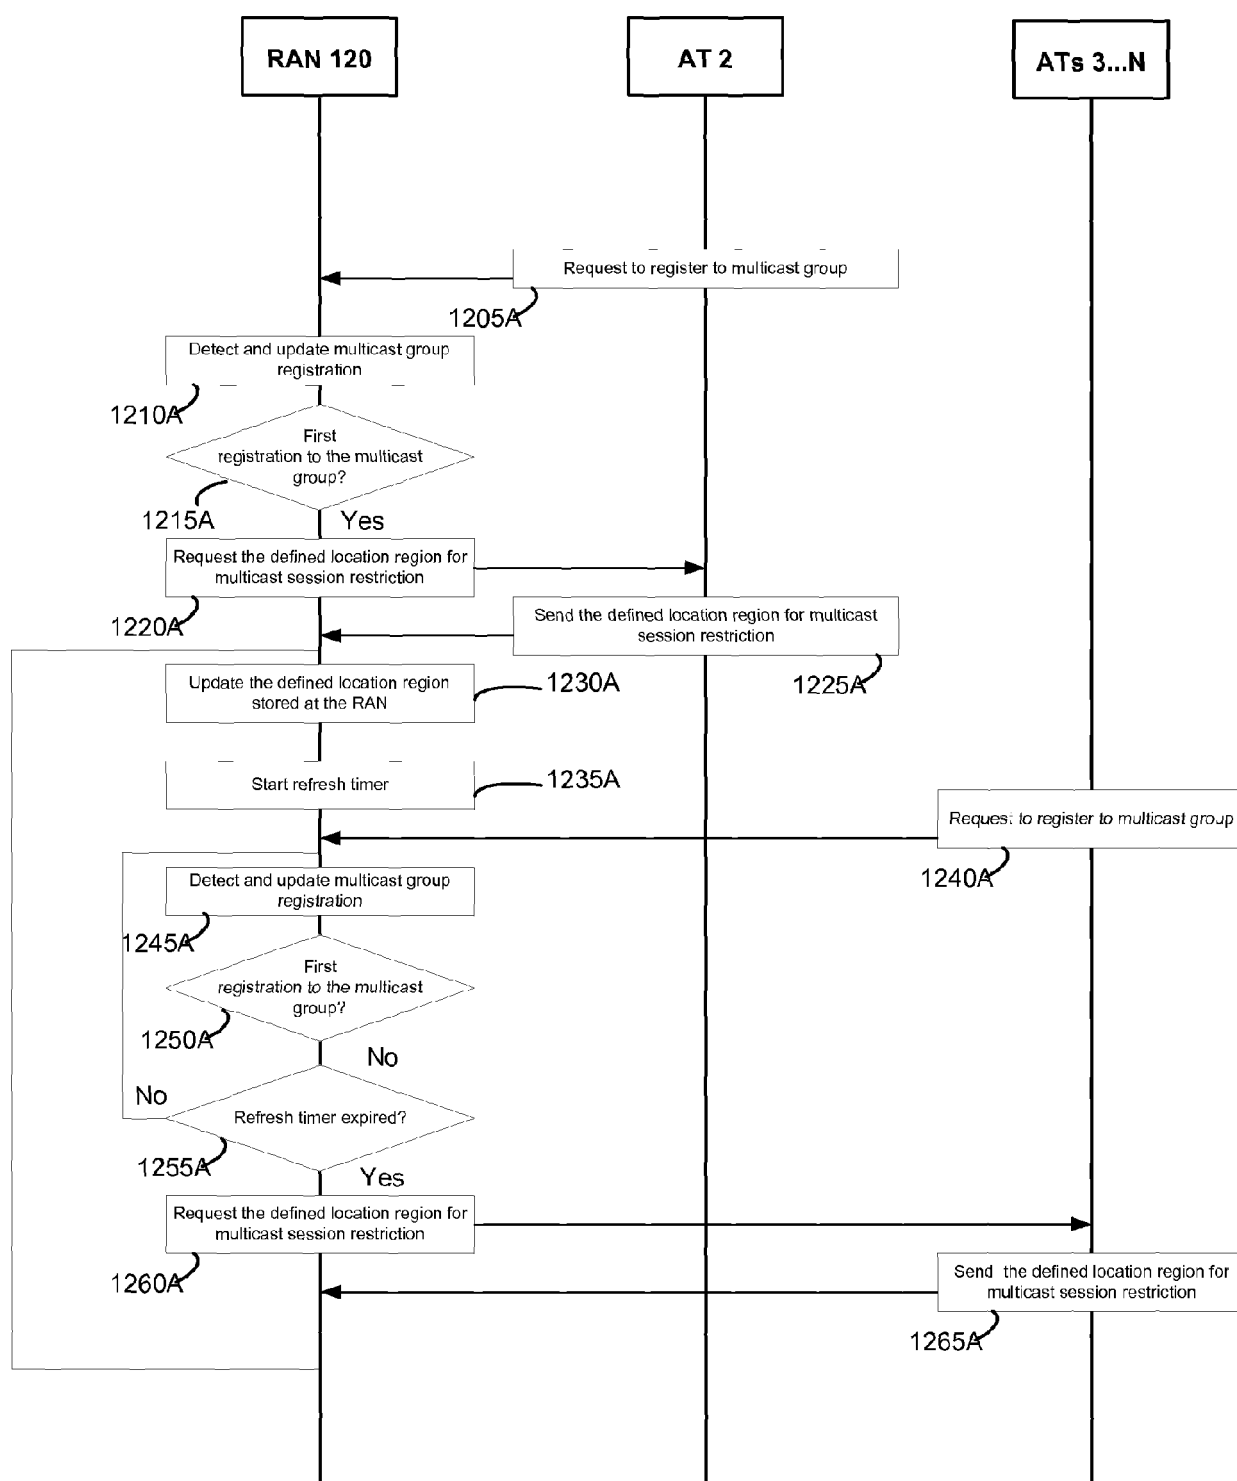 RAN 120
AT 2
ATs 3...N
Request to register to multicast group
1205A
Detect and update multicast group
registration
1210A
First
registration to the multicast
group?
1215A
Yes
Request the defined location region for
multicast session restriction
1220A
Send the defined location region for multicast
session restriction
1225A
Update the defined location region
stored at the RAN
1230A
Start refresh timer
1235A
Request to register to multicast group
1240A
Detect and update multicast group
registration
1245A
First
registration to the multicast
group?
1250A
No
No
Refresh timer expired?
1255A
Yes
Request the defined location region for
multicast session restriction
1260A
Send the defined location region for
multicast session restriction
1265A